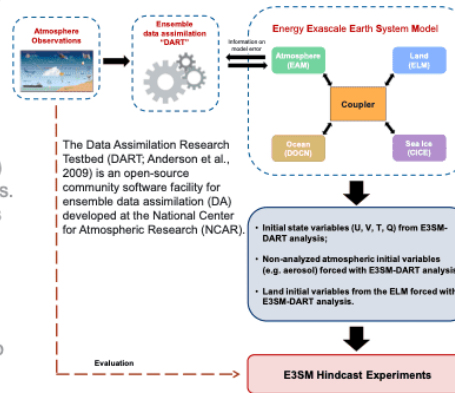 Atmosphere
Observations
Ensemble
data assimilation
"DART"
Information on
model error
Energy Exascale Earth System Model
Atmosphere
(EAM)
Land
(ELM)
Coupler
Ocean
(DOCN)
Sea Ice
(CICE)
The Data Assimilation Research
Testbed (DART; Anderson et al.,
2009) is an open-source
community software facility for
ensemble data assimilation (DA)
developed at the National Center
for Atmospheric Research (NCAR).
• Initial state variables (U, V, T, Q) from E3SM-
DART analysis;
• Non-analyzed atmospheric initial variables
(e.g. aerosol) forced with E3SM-DART analysis
• Land initial variables from the ELM forced with
E3SM-DART analysis.
Evaluation
E3SM Hindcast Experiments